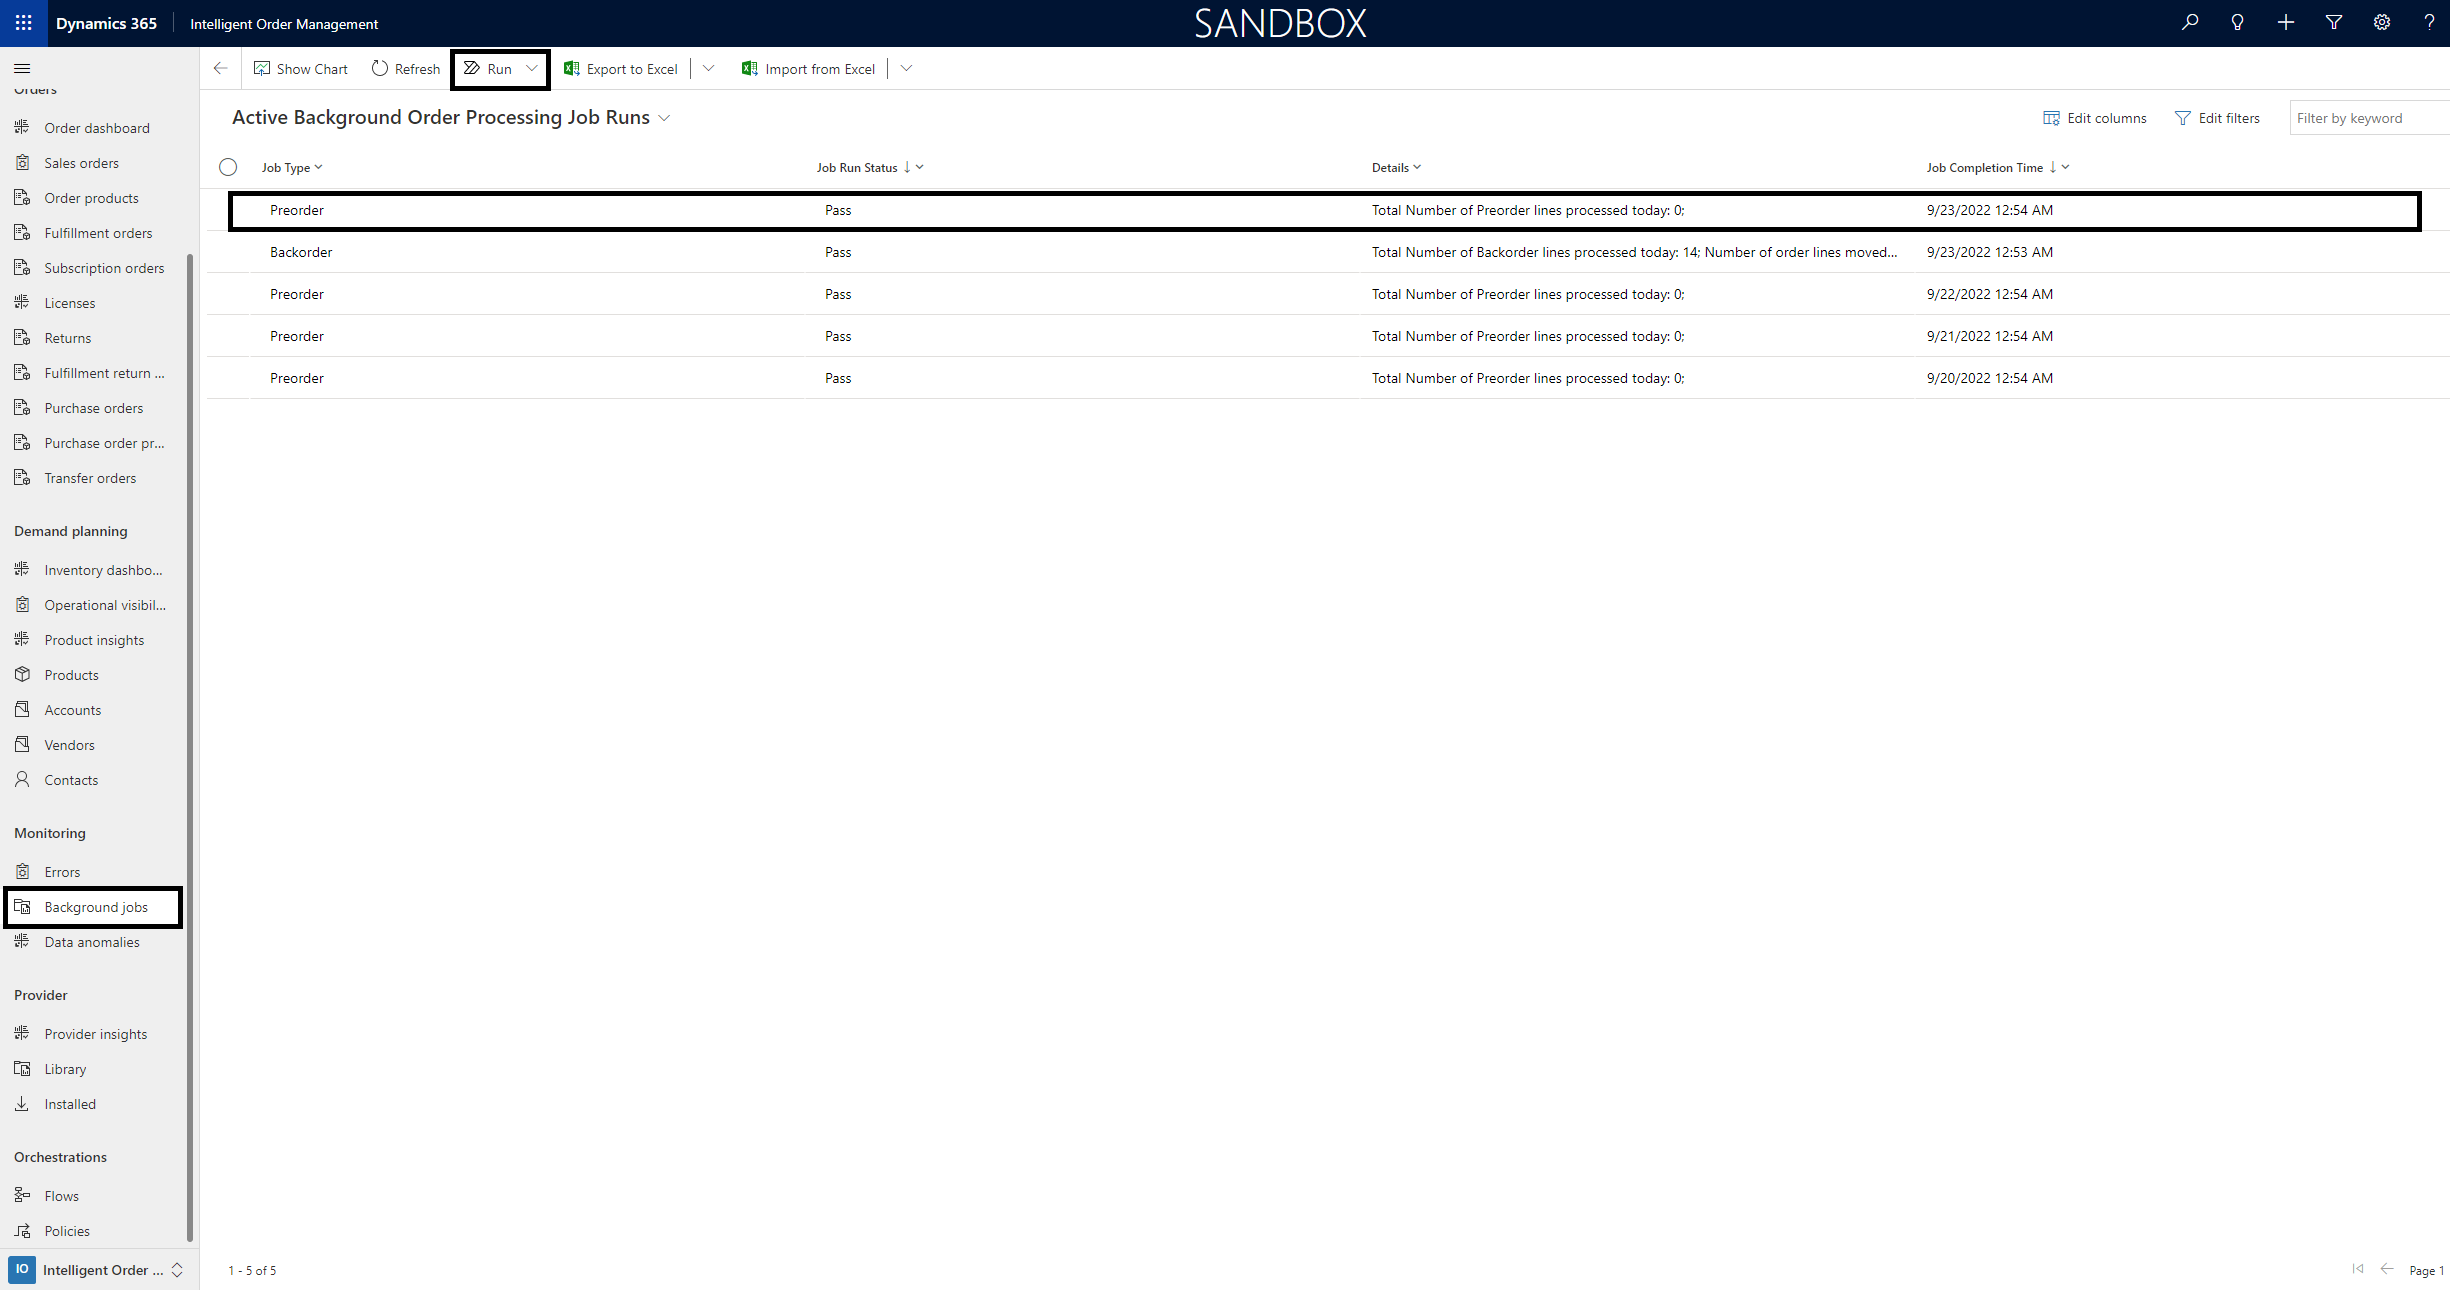 Dynamics 365
Intelligent Order Management
SANDBOX
Show Chart
Refresh
Run
Export to Excel
Import from Excel
Active Background Order Processing Job Runs
Edit columns
Edit filters
Filter by keyword
Job Type
Job Run Status
Details
Job Completion Time
Preorder Pass Total Number of Preorder lines processed today: 0; 9/23/2022 12:54 AM
Backorder Pass Total Number of Backorder lines processed today: 14; Number of order lines moved... 9/23/2022 12:53 AM
Preorder Pass Total Number of Preorder lines processed today: 0; 9/22/2022 12:54 AM
Preorder Pass Total Number of Preorder lines processed today: 0; 9/21/2022 12:54 AM
Preorder Pass Total Number of Preorder lines processed today: 0; 9/20/2022 12:54 AM
Orders
Order dashboard
Sales orders
Order products
Fulfillment orders
Subscription orders
Licenses
Returns
Fulfillment return ...
Purchase orders
Purchase order pr...
Transfer orders
Demand planning
Inventory dashbo...
Operational visibil...
Product insights
Products
Accounts
Vendors
Contacts
Monitoring
Errors
Background jobs
Data anomalies
Provider
Provider insights
Library
Installed
Orchestrations
Flows
Policies
IO Intelligent Order ...
1 - 5 of 5
Page 1